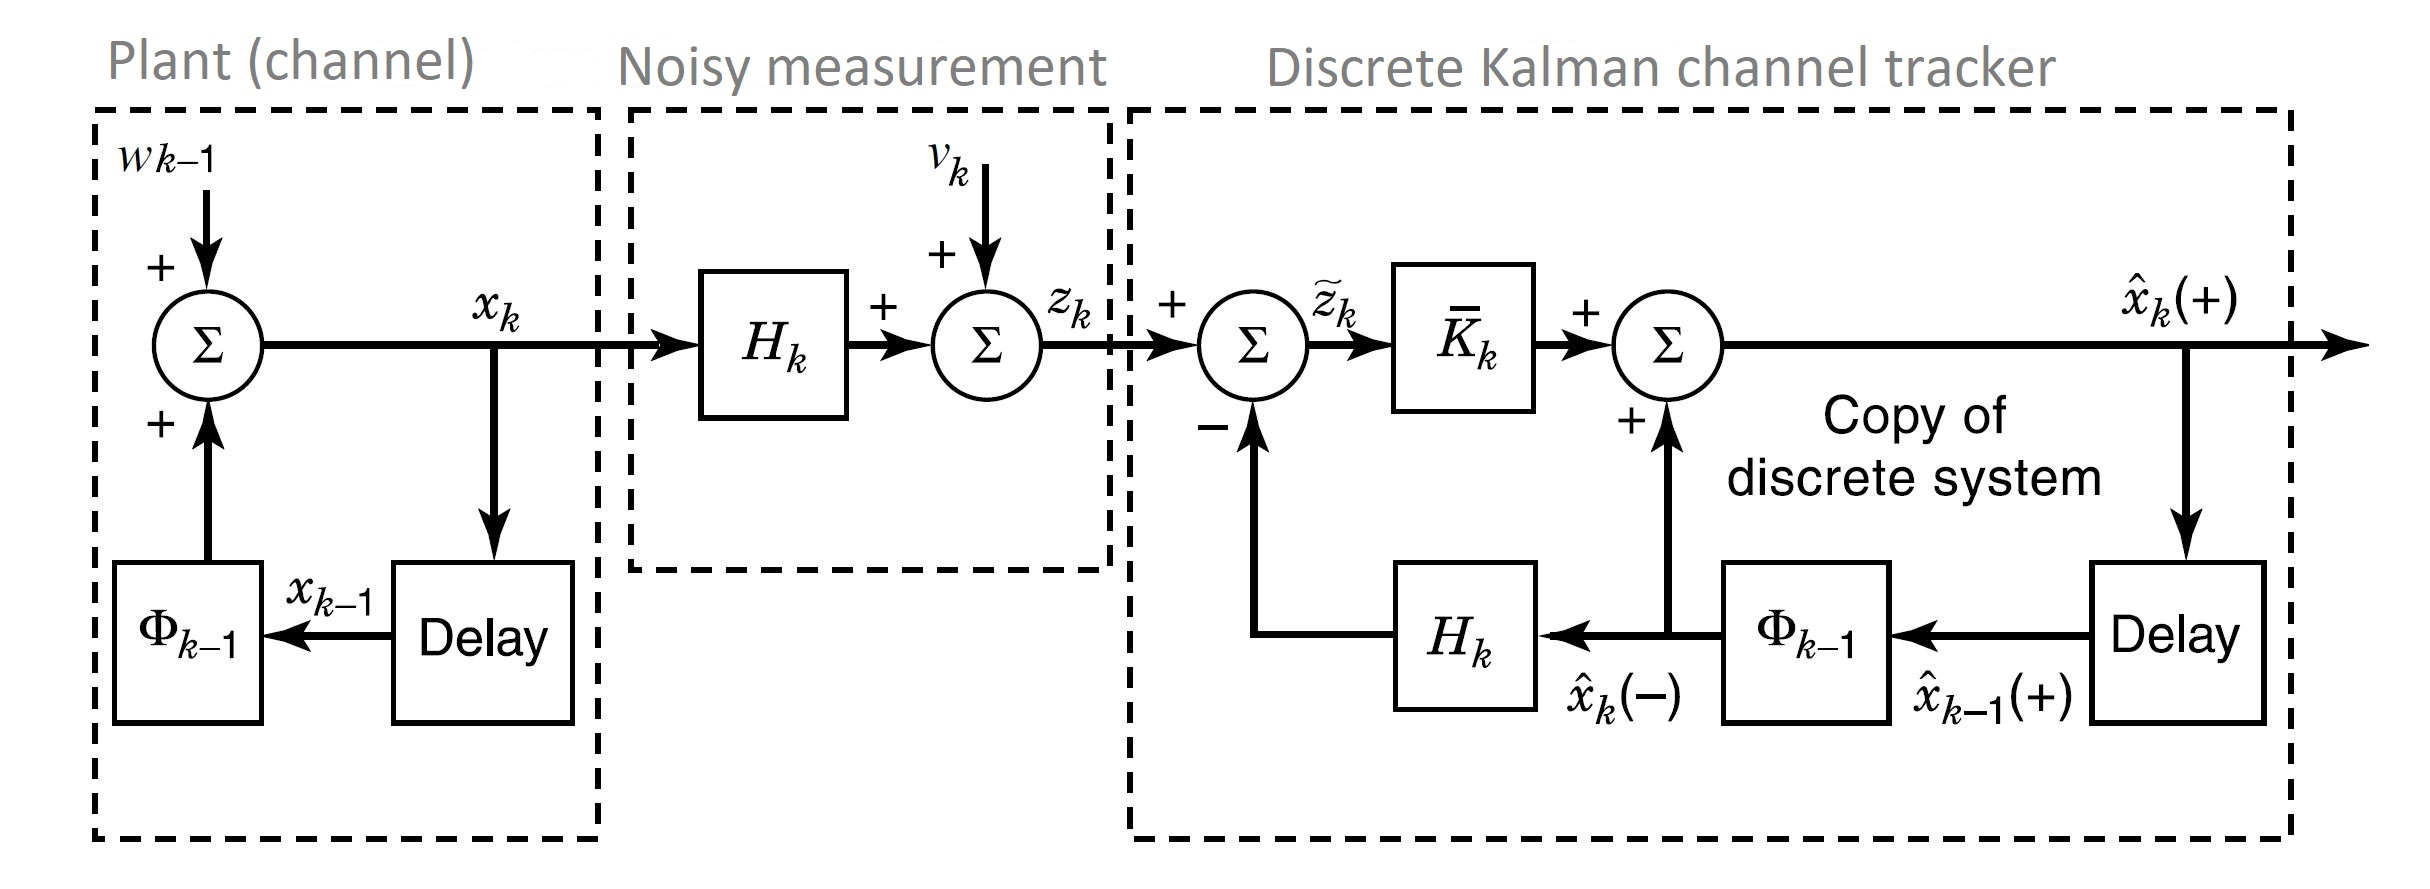 Plant (channel)
Noisy measurement
Discrete Kalman channel tracker
wk−1
+
Σ
+
xₖ
Φₖ₋₁
xₖ₋₁
Delay
Hₖ
+
vₖ
+
Σ
zₖ
+
Σ
−
z̃ₖ
K̄ₖ
+
Σ
+
x̂ₖ(+)
Copy of
discrete system
Hₖ
x̂ₖ(−)
Φₖ₋₁
x̂ₖ₋₁(+)
Delay